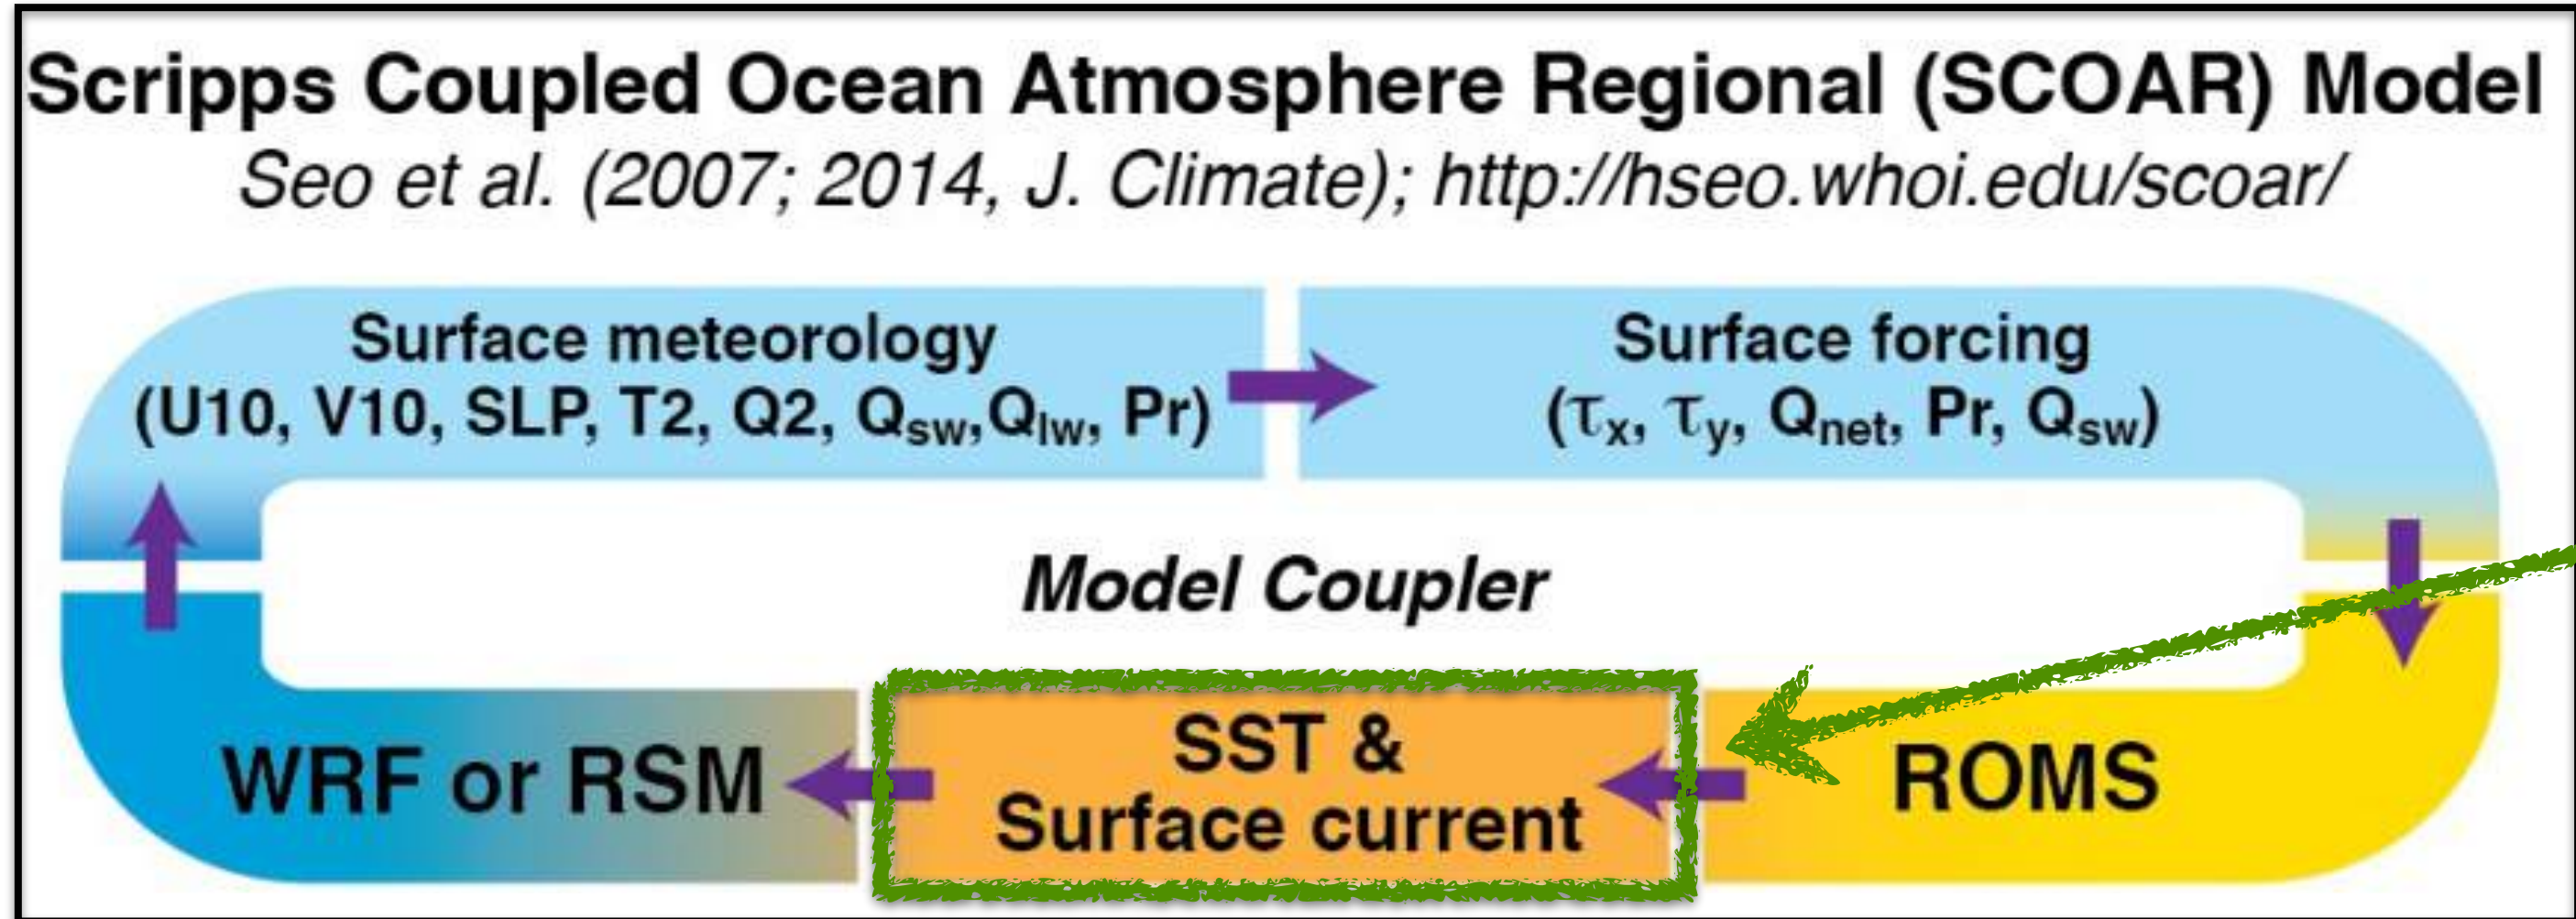 Scripps Coupled Ocean Atmosphere Regional (SCOAR) Model
Seo et al. (2007; 2014, J. Climate); http://hseo.whoi.edu/scoar/
Surface meteorology
(U10, V10, SLP, T2, Q2, Qsw,Qlw, Pr)
Surface forcing
(τx, τy, Qnet, Pr, Qsw)
Model Coupler
WRF or RSM
SST &
Surface current
ROMS